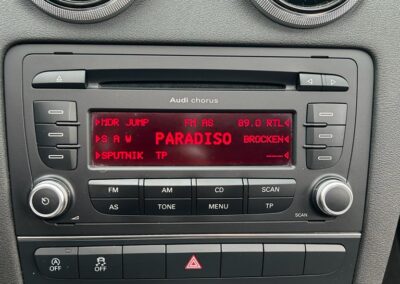 Audi chorus
MDR JUMP FM AS 89.0 RTL
S A W PARADISO BROCKEN
SPUTNIK TP
FM AM CD SCAN
AS TONE MENU TP
SCAN
OFF OFF